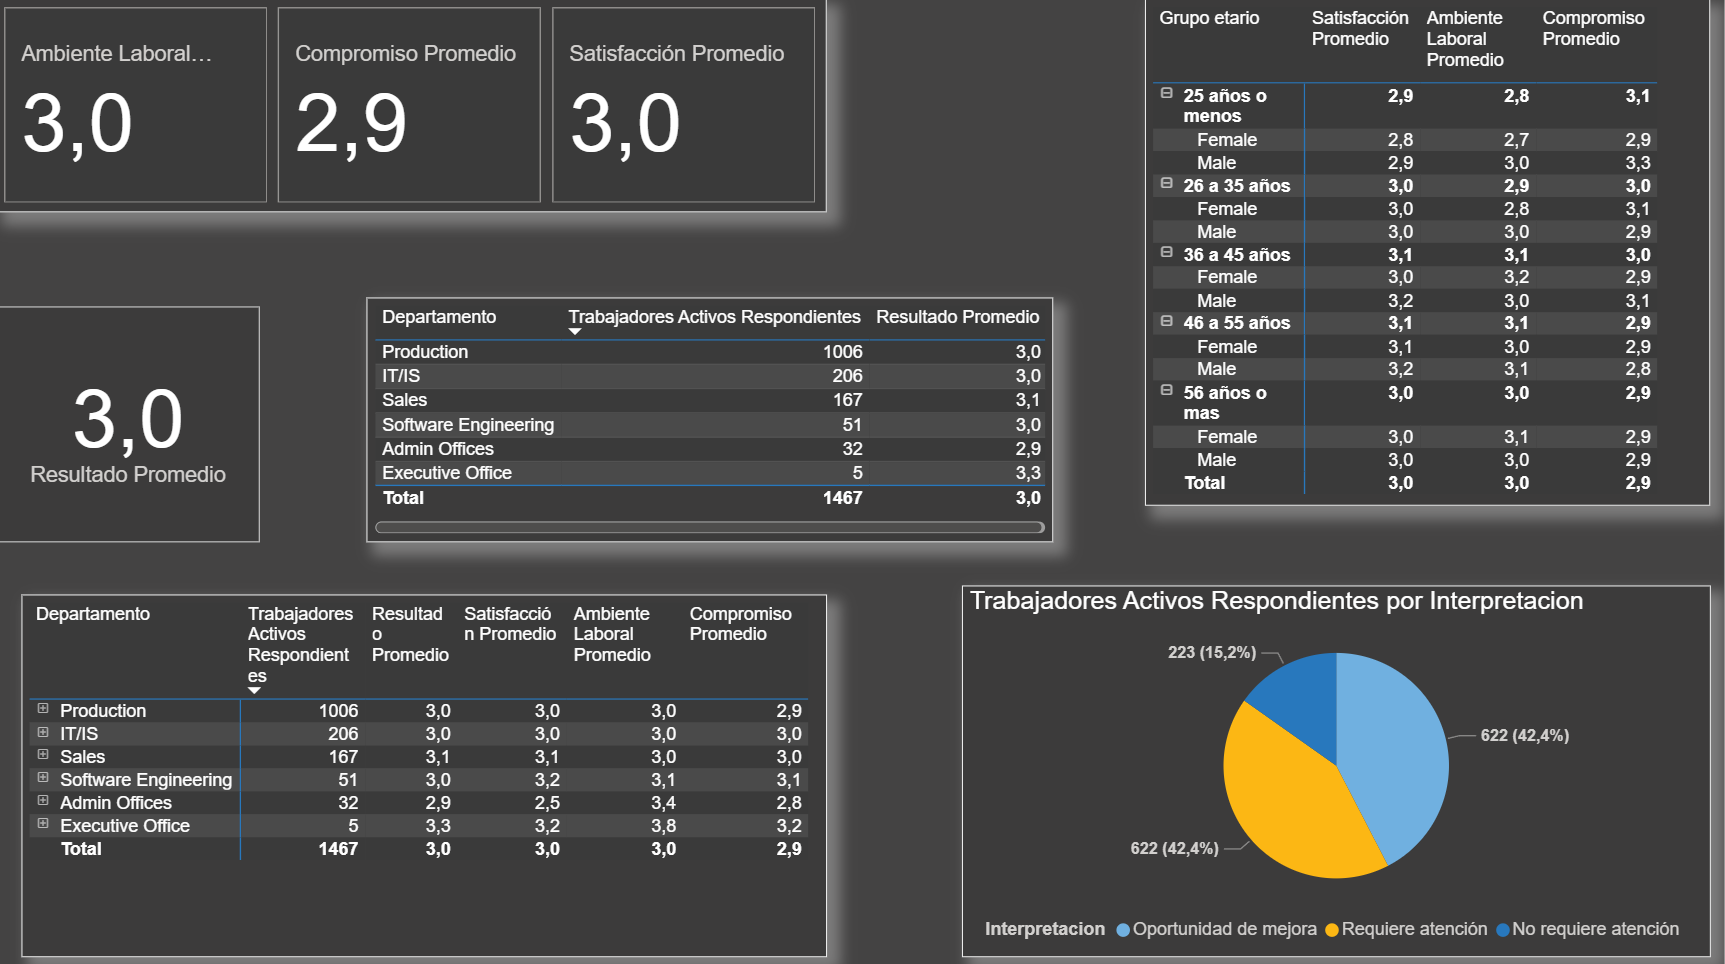 Ambiente Laboral…
3,0
Compromiso Promedio
2,9
Satisfacción Promedio
3,0
Grupo etario Satisfacción Promedio Ambiente Laboral Promedio Compromiso Promedio
25 años o menos 2,9 2,8 3,1
Female 2,8 2,7 2,9
Male 2,9 3,0 3,3
26 a 35 años 3,0 2,9 3,0
Female 3,0 2,8 3,1
Male 3,0 3,0 2,9
36 a 45 años 3,1 3,1 3,0
Female 3,0 3,2 2,9
Male 3,2 3,0 3,1
46 a 55 años 3,1 3,1 2,9
Female 3,1 3,0 2,9
Male 3,2 3,1 2,8
56 años o mas 3,0 3,0 2,9
Female 3,0 3,1 2,9
Male 3,0 3,0 2,9
Total 3,0 3,0 2,9
3,0
Resultado Promedio
Departamento Trabajadores Activos Respondientes Resultado Promedio
Production 1006 3,0
IT/IS 206 3,0
Sales 167 3,1
Software Engineering 51 3,0
Admin Offices 32 2,9
Executive Office 5 3,3
Total 1467 3,0
Departamento Trabajadores Activos Respondientes Resultado Promedio Satisfacción Promedio Ambiente Laboral Promedio Compromiso Promedio
Production 1006 3,0 3,0 3,0 2,9
IT/IS 206 3,0 3,0 3,0 3,0
Sales 167 3,1 3,1 3,0 3,0
Software Engineering 51 3,0 3,2 3,1 3,1
Admin Offices 32 2,9 2,5 3,4 2,8
Executive Office 5 3,3 3,2 3,8 3,2
Total 1467 3,0 3,0 3,0 2,9
Trabajadores Activos Respondientes por Interpretacion
223 (15,2%)
622 (42,4%)
622 (42,4%)
Interpretacion Oportunidad de mejora Requiere atención No requiere atención